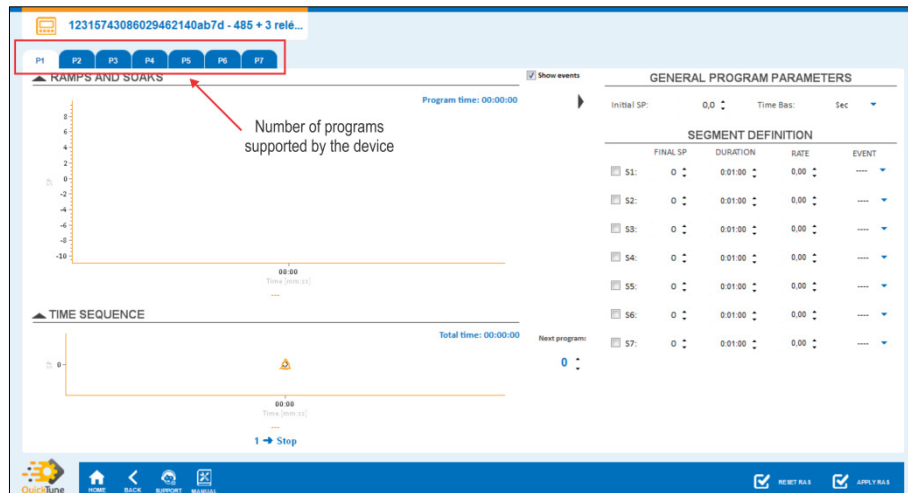 12315743086029462140ab7d - 485 + 3 relé...
P1 P2 P3 P4 P5 P6 P7
RAMPS AND SOAKS
Show events
Program time: 00:00:00
Number of programs
supported by the device
8
6
4
2
0
-2
-4
-6
-8
-10
SP
00:00
Time [mm:ss]
---
TIME SEQUENCE
Total time: 00:00:00
SP
0
00:00
Time [mm:ss]
---
1 → Stop
Next program:
0
GENERAL PROGRAM PARAMETERS
Initial SP: 0,0 Time Bas: Sec
SEGMENT DEFINITION
FINAL SP DURATION RATE EVENT
S1: 0 0:01:00 0,00 ----
S2: 0 0:01:00 0,00 ----
S3: 0 0:01:00 0,00 ----
S4: 0 0:01:00 0,00 ----
S5: 0 0:01:00 0,00 ----
S6: 0 0:01:00 0,00 ----
S7: 0 0:01:00 0,00 ----
QuickTune
HOME BACK SUPPORT MANUAL
RESET R&S APPLY R&S